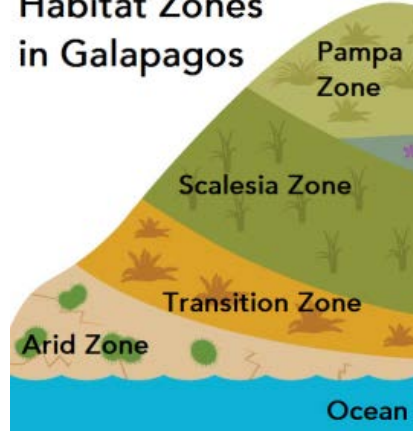 Habitat Zones
in Galapagos
Pampa
Zone
Scalesia Zone
Transition Zone
Arid Zone
Ocean